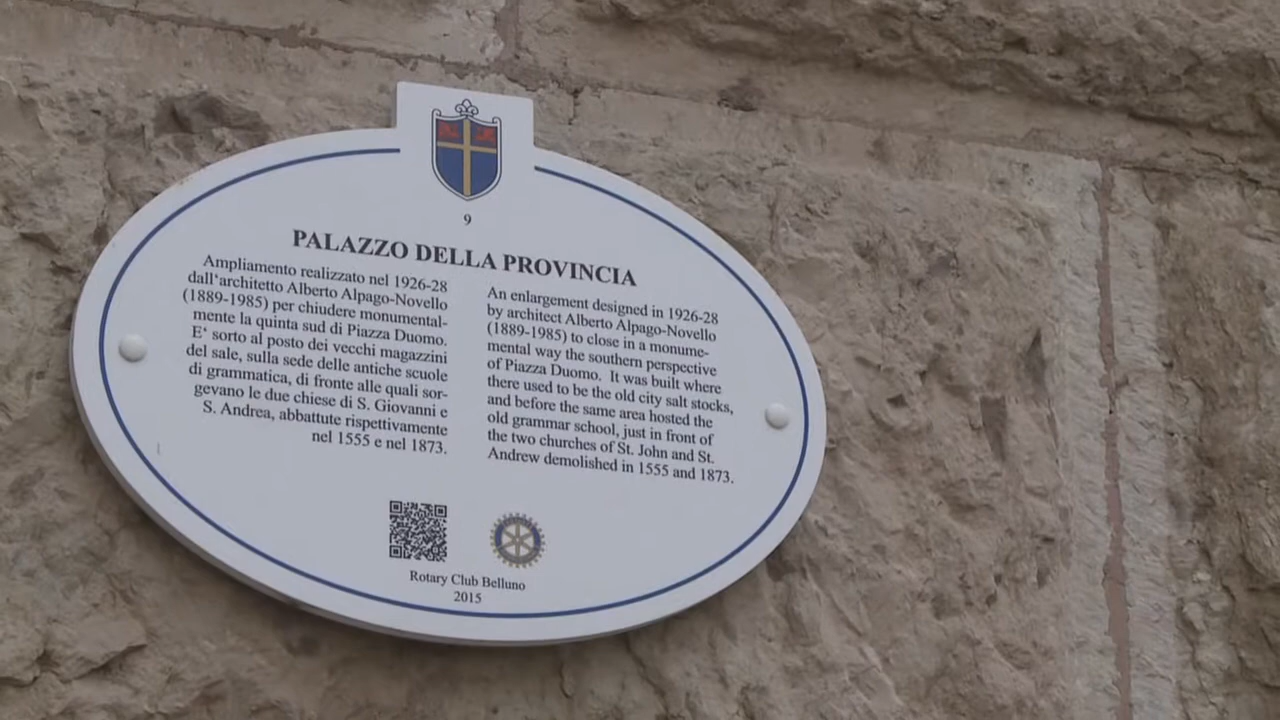 9
PALAZZO DELLA PROVINCIA
Ampliamento realizzato nel 1926-28
dall'architetto Alberto Alpago-Novello
(1889-1985) per chiudere monumental-
mente la quinta sud di Piazza Duomo.
E' sorto al posto dei vecchi magazzini
del sale, sulla sede delle antiche scuole
di grammatica, di fronte alle quali sor-
gevano le due chiese di S. Giovanni e
S. Andrea, abbattute rispettivamente
nel 1555 e nel 1873.
An enlargement designed in 1926-28
by architect Alberto Alpago-Novello
(1889-1985) to close in a monume-
mental way the southern perspective
of Piazza Duomo. It was built where
there used to be the old city salt stocks,
and before the same area hosted the
old grammar school, just in front of
the two churches of St. John and St.
Andrew demolished in 1555 and 1873.
Rotary Club Belluno
2015